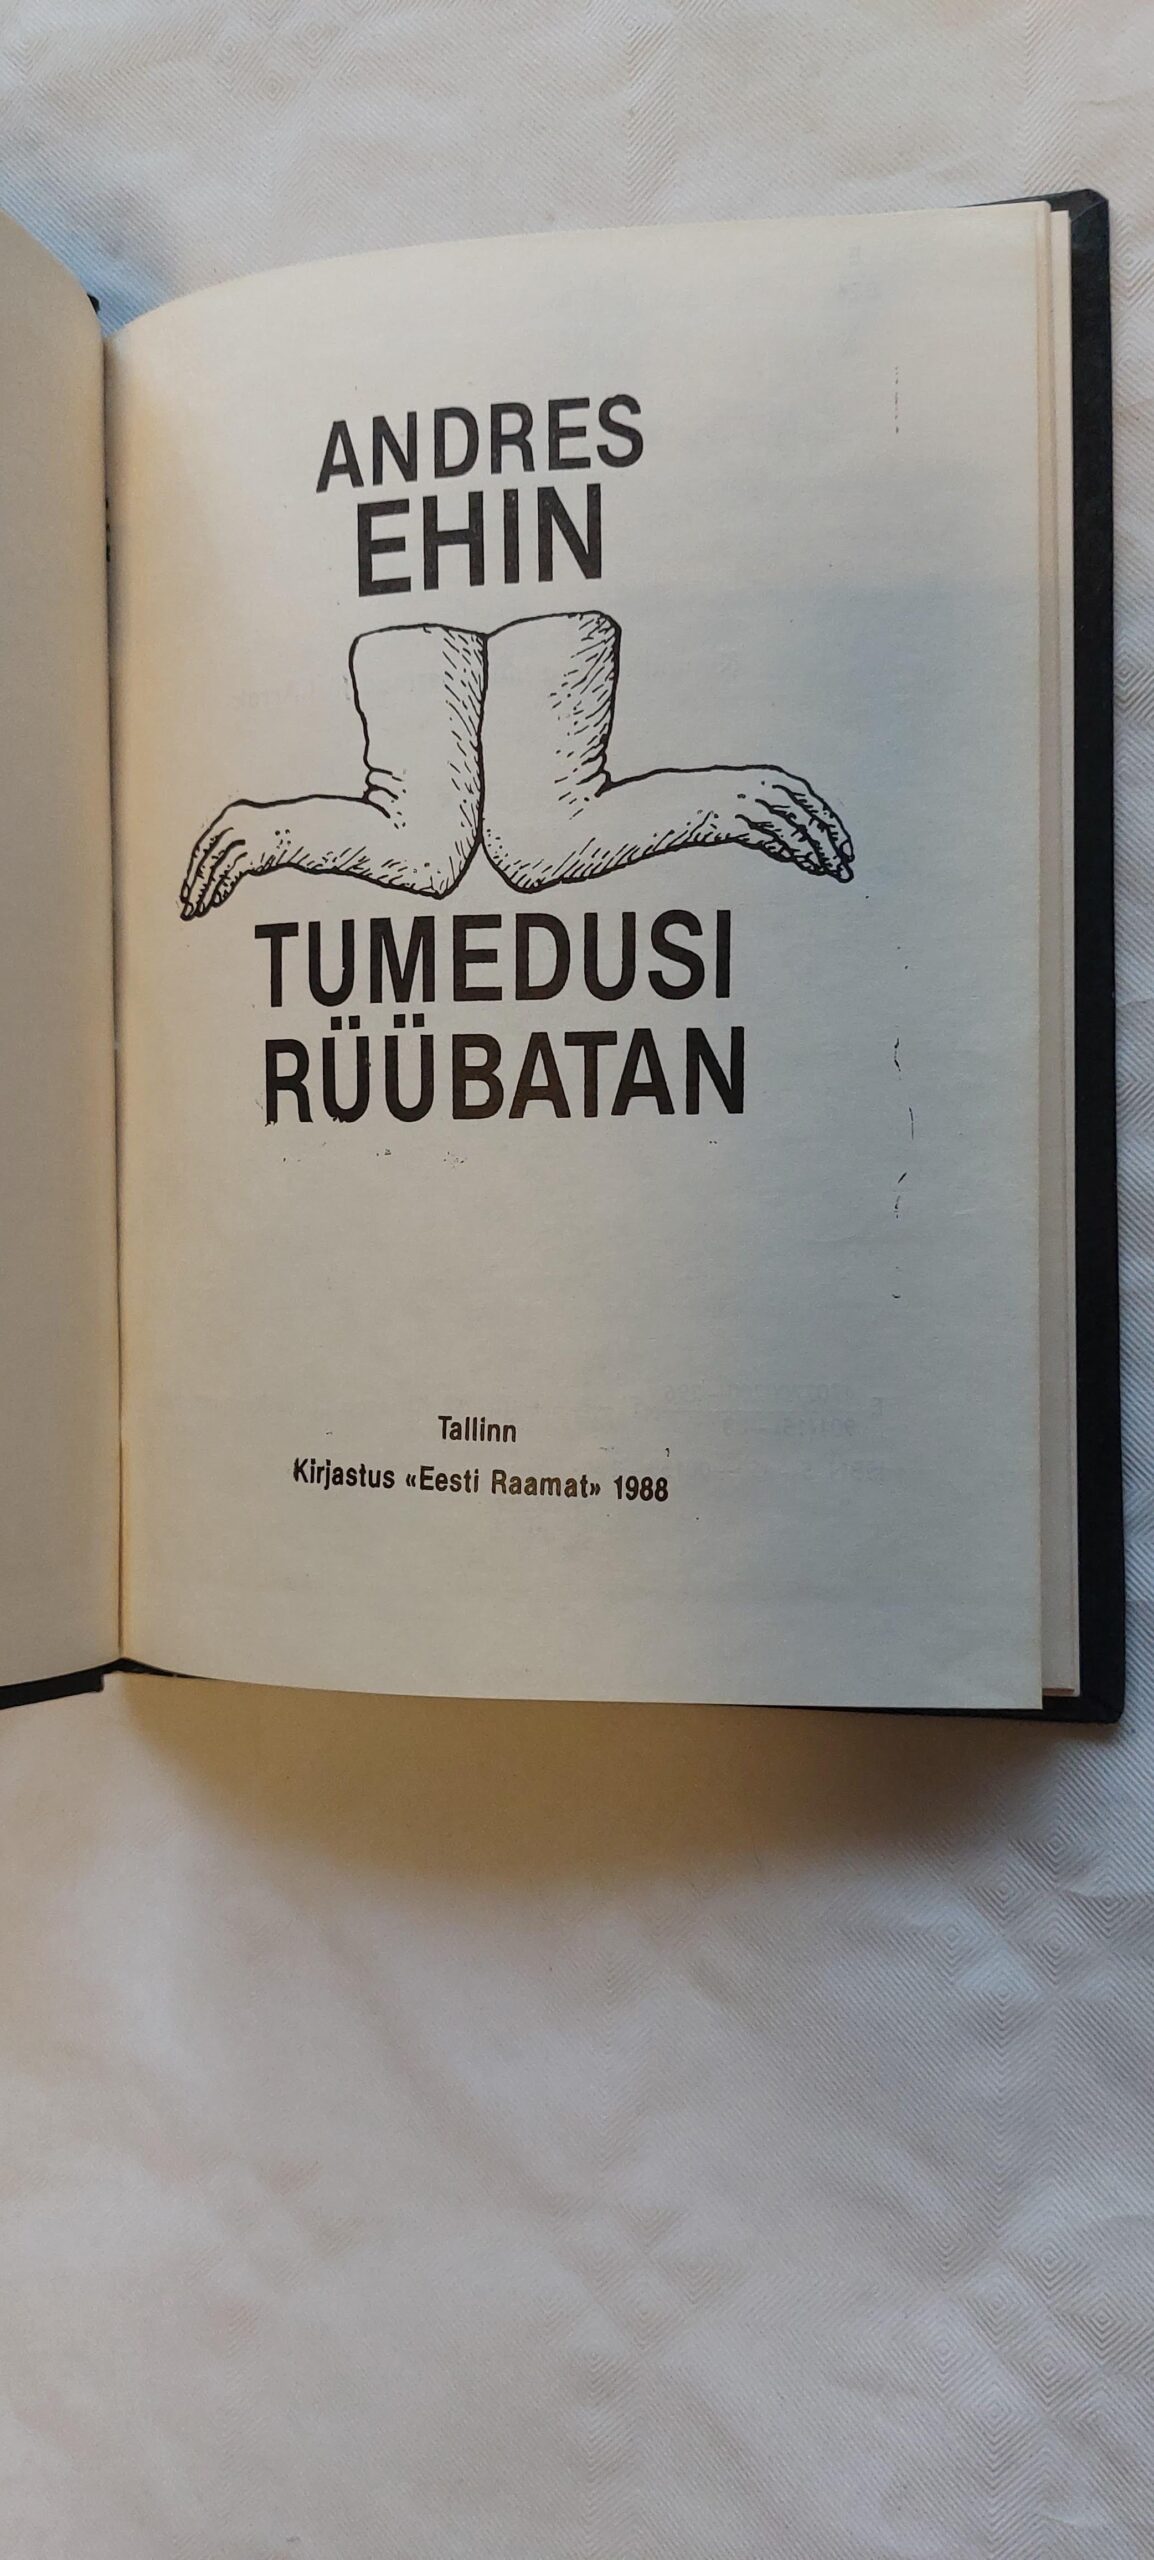 ANDRES
EHIN
TUMEDUSI
RÜÜBATAN
Tallinn
Kirjastus «Eesti Raamat» 1988